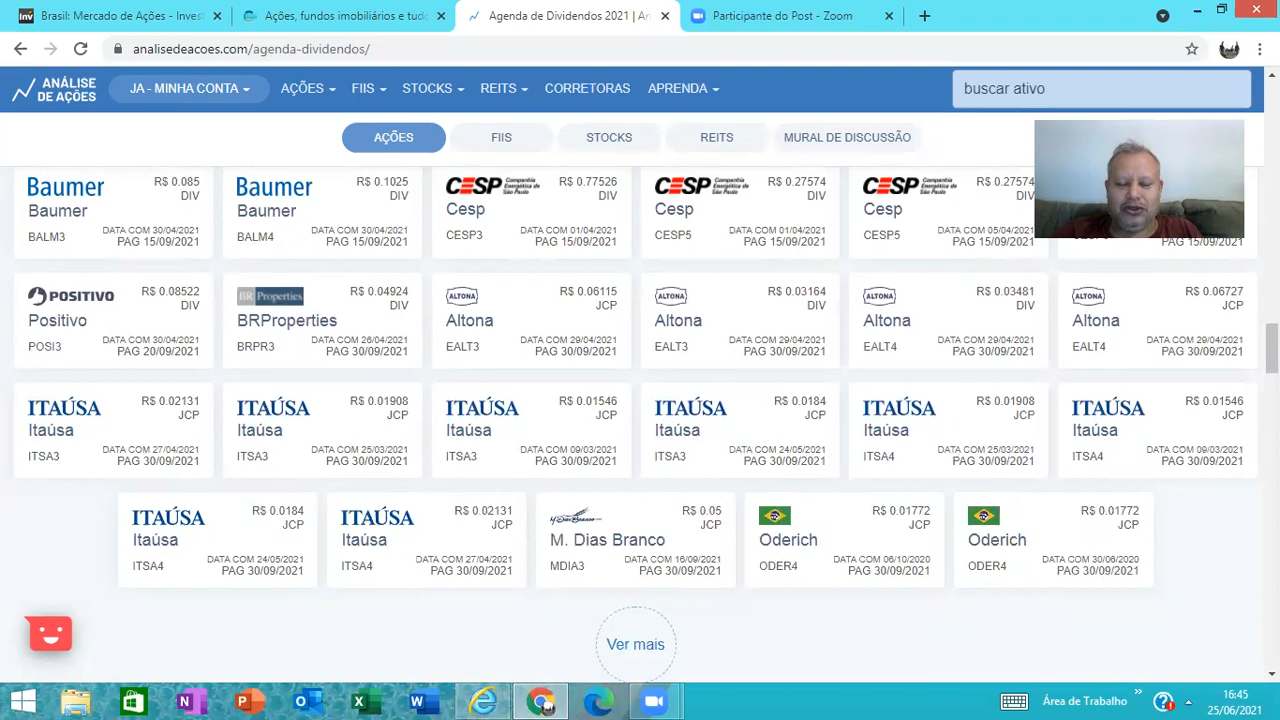 Brasil: Mercado de Ações - Invest
Ações, fundos imobiliários e tudo
Agenda de Dividendos 2021 | An
Participante do Post - Zoom
analisedeacoes.com/agenda-dividendos/
ANÁLISE
DE AÇÕES
JA - MINHA CONTA
AÇÕES
FIIS
STOCKS
REITS
CORRETORAS
APRENDA
buscar ativo
AÇÕES
FIIS
STOCKS
REITS
MURAL DE DISCUSSÃO
Baumer
R$ 0.085
DIV
Baumer
BALM3
DATA COM 30/04/2021
PAG 15/09/2021
Baumer
R$ 0.1025
DIV
Baumer
BALM4
DATA COM 30/04/2021
PAG 15/09/2021
CESP Companhia
Energética
de São Paulo
R$ 0.77526
DIV
Cesp
CESP3
DATA COM 01/04/2021
PAG 15/09/2021
CESP Companhia
Energética
de São Paulo
R$ 0.27574
DIV
Cesp
CESP5
DATA COM 01/04/2021
PAG 15/09/2021
CESP Companhia
Energética
de São Paulo
R$ 0.27574
DIV
Cesp
CESP5
DATA COM 05/04/2021
PAG 15/09/2021
PAG 15/09/2021
POSITIVO
R$ 0.08522
DIV
Positivo
POSI3
DATA COM 30/04/2021
PAG 20/09/2021
BR Properties
R$ 0.04924
DIV
BRProperties
BRPR3
DATA COM 26/04/2021
PAG 30/09/2021
ALTONA
R$ 0.06115
JCP
Altona
EALT3
DATA COM 29/04/2021
PAG 30/09/2021
ALTONA
R$ 0.03164
DIV
Altona
EALT3
DATA COM 29/04/2021
PAG 30/09/2021
ALTONA
R$ 0.03481
DIV
Altona
EALT4
DATA COM 29/04/2021
PAG 30/09/2021
ALTONA
R$ 0.06727
JCP
Altona
EALT4
DATA COM 29/04/2021
PAG 30/09/2021
ITAÚSA
R$ 0.02131
JCP
Itaúsa
ITSA3
DATA COM 27/04/2021
PAG 30/09/2021
ITAÚSA
R$ 0.01908
JCP
Itaúsa
ITSA3
DATA COM 25/03/2021
PAG 30/09/2021
ITAÚSA
R$ 0.01546
JCP
Itaúsa
ITSA3
DATA COM 09/03/2021
PAG 30/09/2021
ITAÚSA
R$ 0.0184
JCP
Itaúsa
ITSA3
DATA COM 24/05/2021
PAG 30/09/2021
ITAÚSA
R$ 0.01908
JCP
Itaúsa
ITSA4
DATA COM 25/03/2021
PAG 30/09/2021
ITAÚSA
R$ 0.01546
JCP
Itaúsa
ITSA4
DATA COM 09/03/2021
PAG 30/09/2021
ITAÚSA
R$ 0.0184
JCP
Itaúsa
ITSA4
DATA COM 24/05/2021
PAG 30/09/2021
ITAÚSA
R$ 0.02131
JCP
Itaúsa
ITSA4
DATA COM 27/04/2021
PAG 30/09/2021
M. Dias Branco
R$ 0.05
JCP
M. Dias Branco
MDIA3
DATA COM 16/09/2021
PAG 30/09/2021
R$ 0.01772
JCP
Oderich
ODER4
DATA COM 06/10/2020
PAG 30/09/2021
R$ 0.01772
JCP
Oderich
ODER4
DATA COM 30/06/2020
PAG 30/09/2021
Ver mais
Área de Trabalho
16:45
25/06/2021